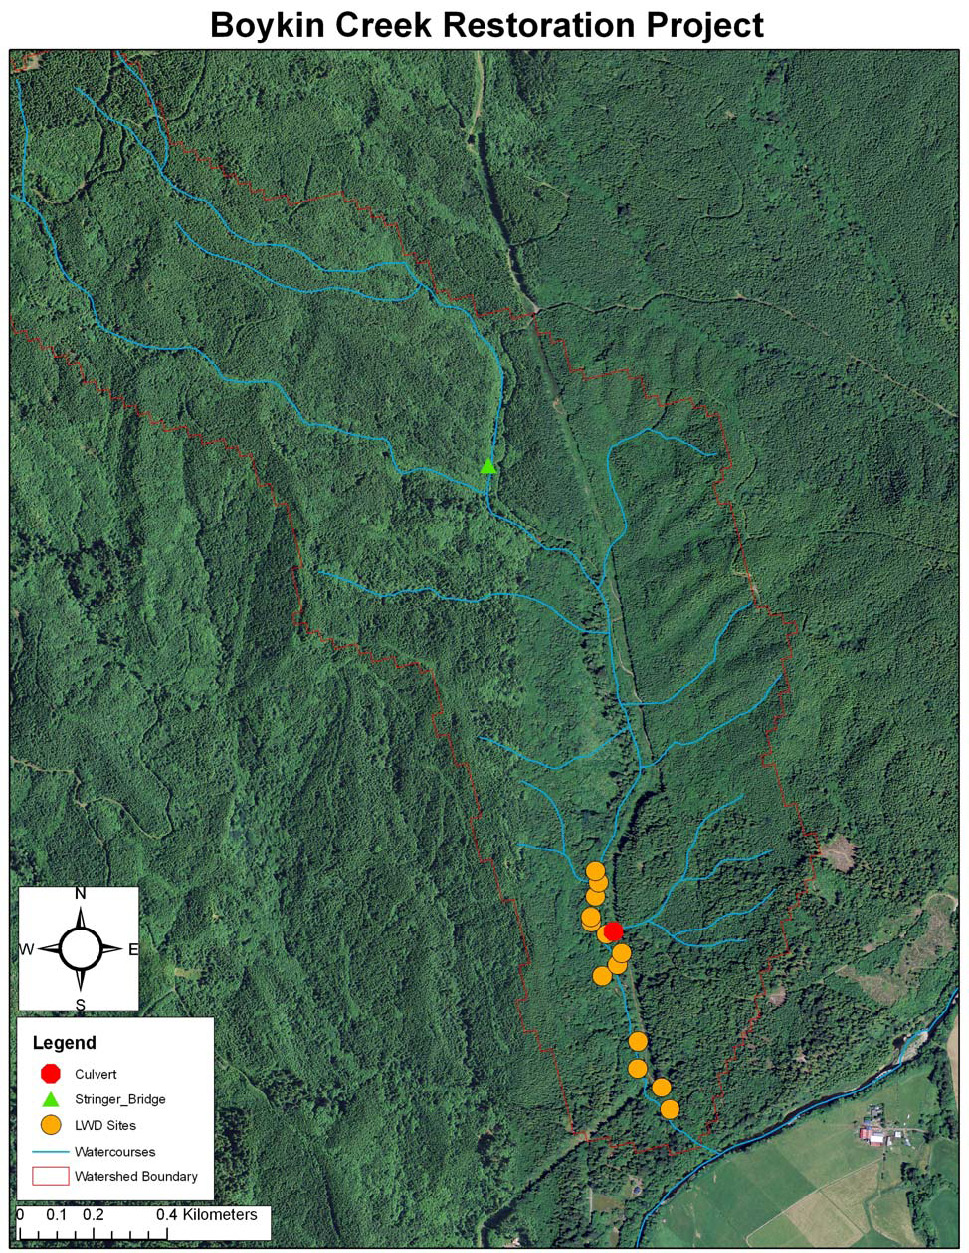 Boykin Creek Restoration Project
N
W E
S
Legend
Culvert
Stringer_Bridge
LWD Sites
Watercourses
Watershed Boundary
0 0.1 0.2 0.4 Kilometers